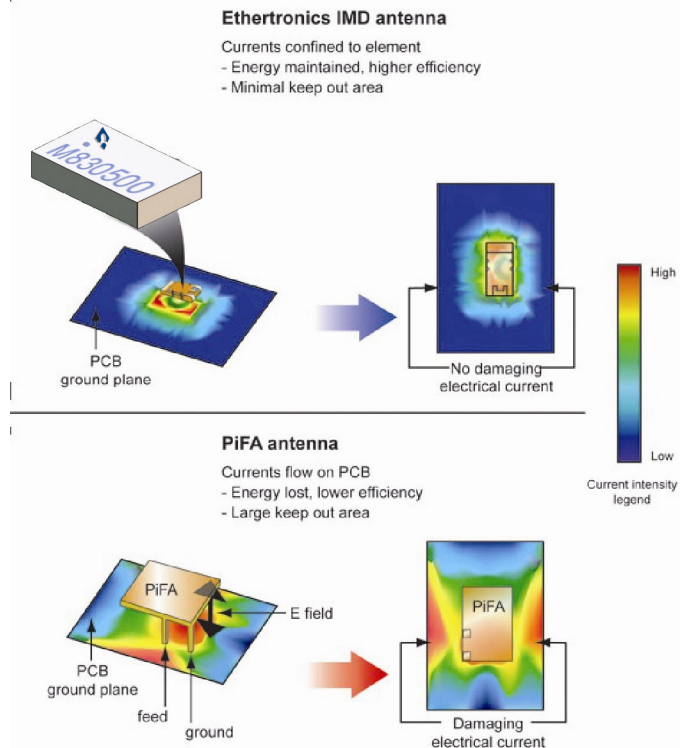 Ethertronics IMD antenna
Currents confined to element
- Energy maintained, higher efficiency
- Minimal keep out area
M830500
PCB
ground plane
No damaging
electrical current
High
Low
Current intensity
legend
PiFA antenna
Currents flow on PCB
- Energy lost, lower efficiency
- Large keep out area
PiFA
E field
PCB
ground plane
feed
ground
PiFA
Damaging
electrical current